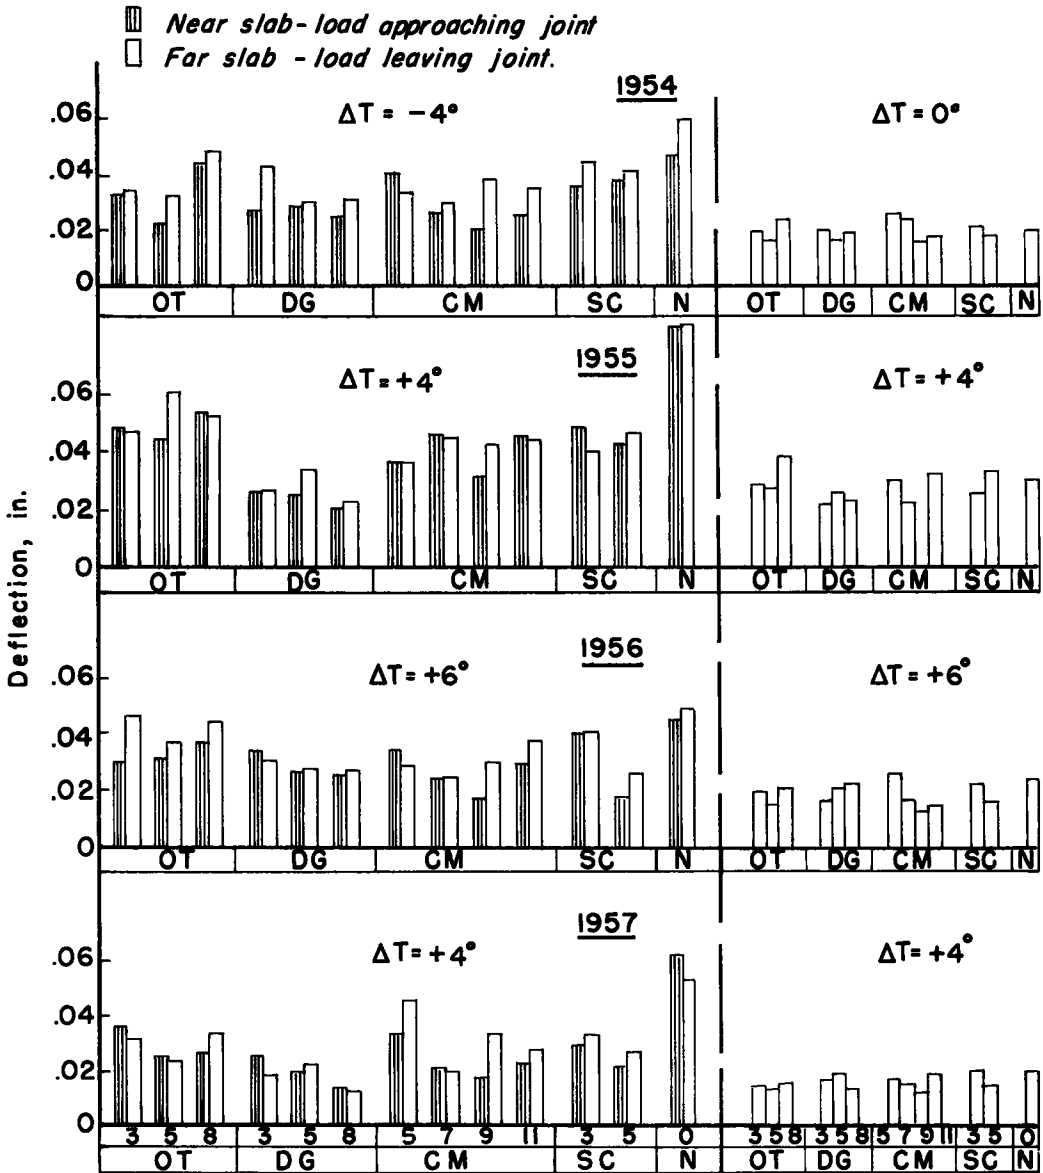 Near slab-load approaching joint
Far slab - load leaving joint.
Deflection, in.
1954
ΔT = -4° ΔT = 0°
.06
.04
.02
0
OT DG CM SC N OT DG CM SC N
1955
ΔT = +4° ΔT = +4°
.06
.04
.02
0
OT DG CM SC N OT DG CM SC N
1956
ΔT = +6° ΔT = +6°
.06
.04
.02
0
OT DG CM SC N OT DG CM SC N
1957
ΔT = +4° ΔT = +4°
.06
.04
.02
0
3 5 8 3 5 8 5 7 9 11 3 5 0 3 5 8 3 5 8 5 7 9 11 3 5 0
OT DG CM SC N OT DG CM SC N